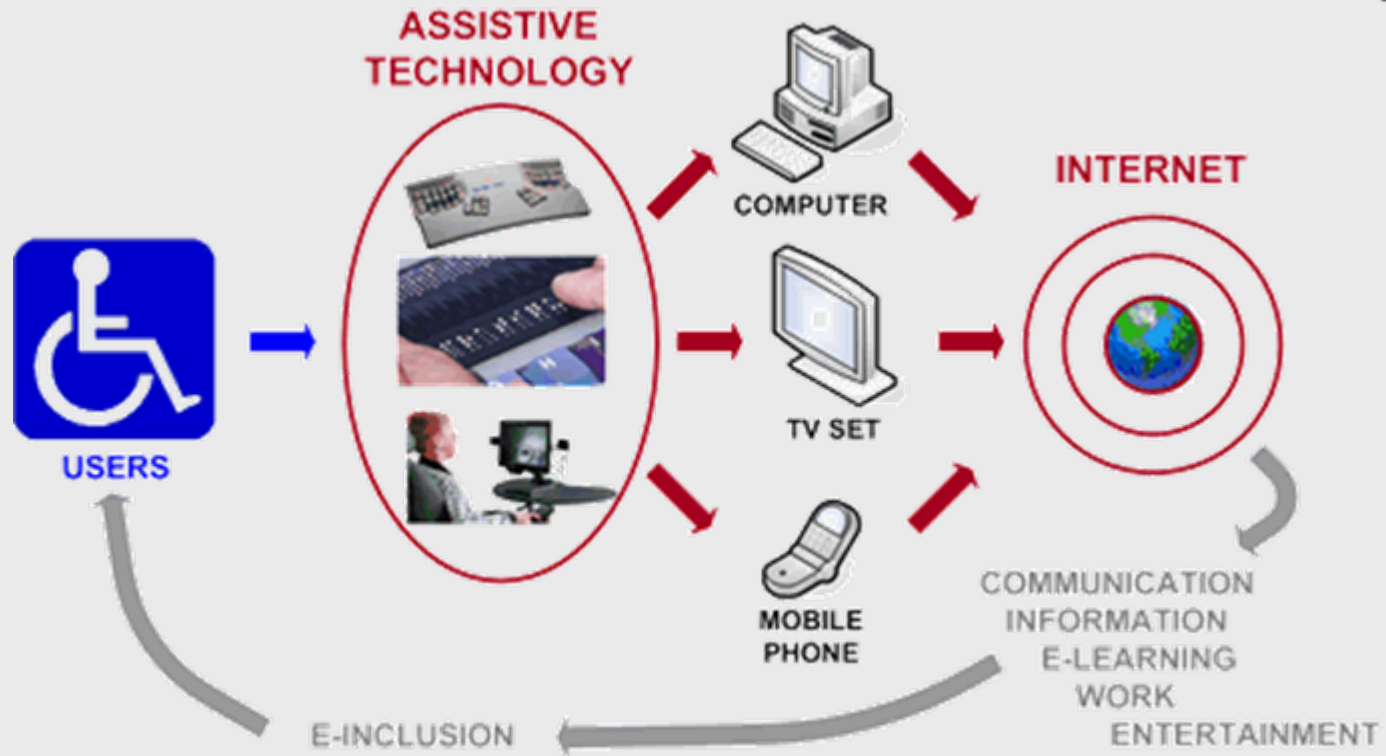 ASSISTIVE
TECHNOLOGY
COMPUTER
INTERNET
TV SET
USERS
MOBILE
PHONE
COMMUNICATION
INFORMATION
E-LEARNING
WORK
ENTERTAINMENT
E-INCLUSION